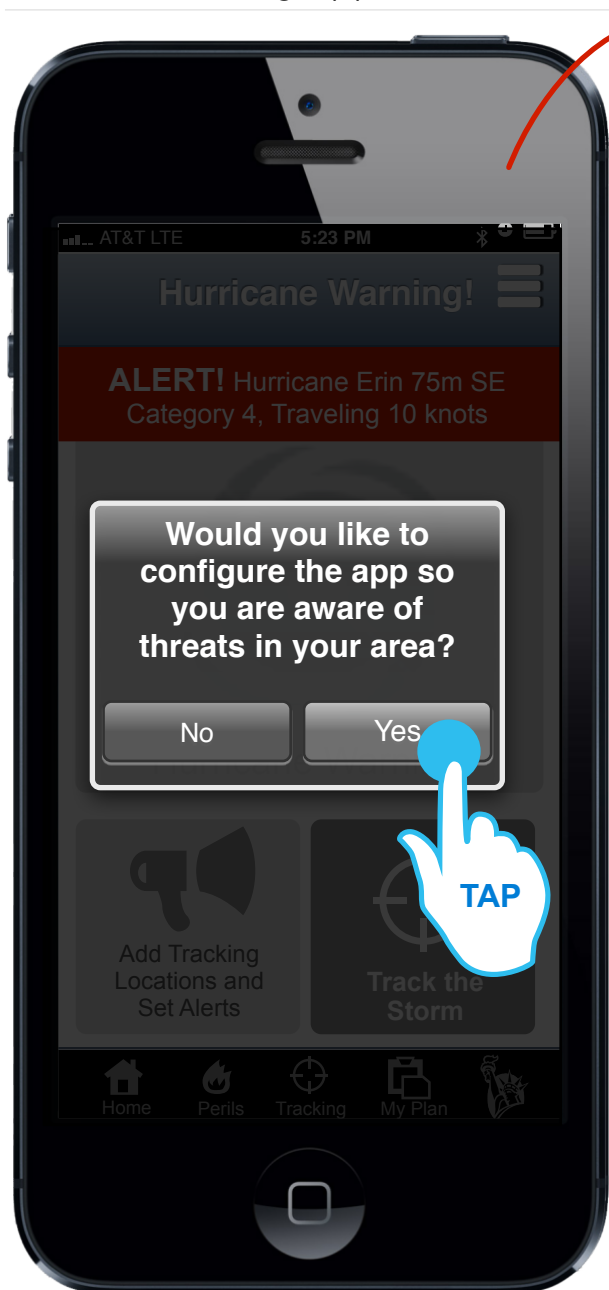 AT&T LTE 5:23 PM
Hurricane Warning!
ALERT! Hurricane Erin 75m SE
Category 4, Traveling 10 knots
Would you like to
configure the app so
you are aware of
threats in your area?
No Yes
TAP
Add Tracking
Locations and
Set Alerts
Track the
Storm
Home Perils Tracking My Plan